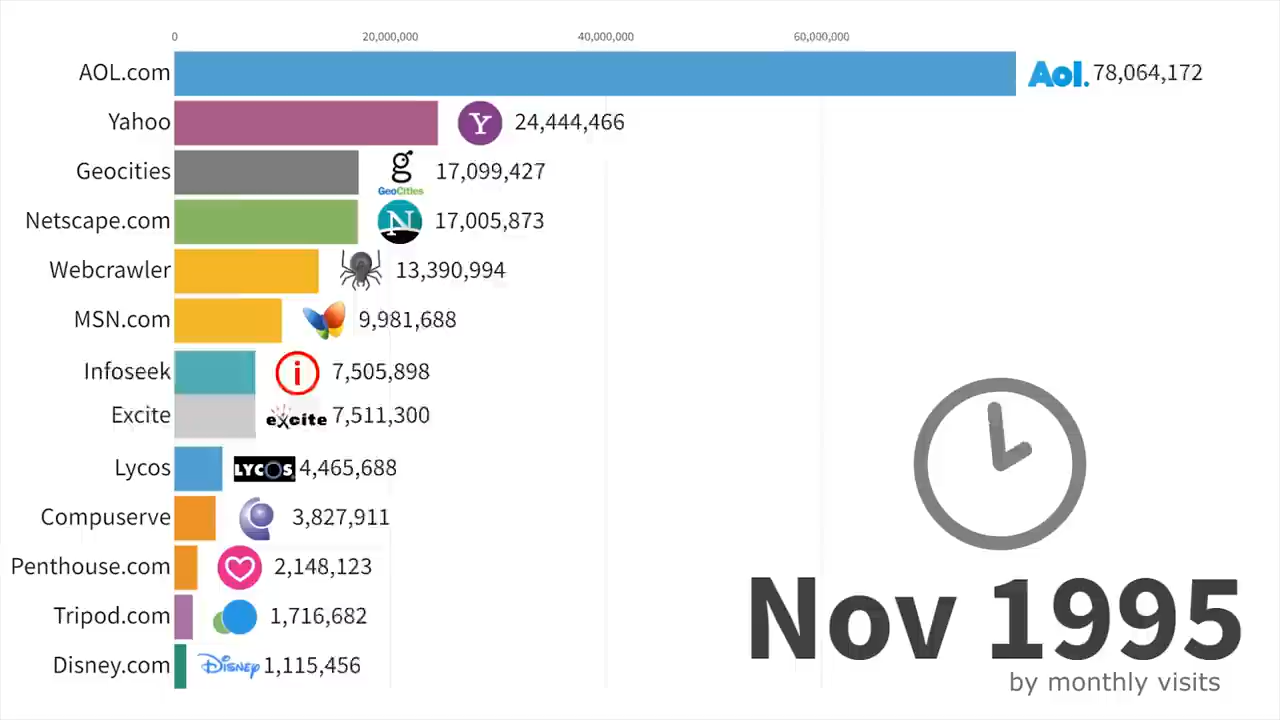 0 20,000,000 40,000,000 60,000,000
AOL.com Aol. 78,064,172
Yahoo Y 24,444,466
Geocities g GeoCities 17,099,427
Netscape.com N 17,005,873
Webcrawler 13,390,994
MSN.com 9,981,688
Infoseek i 7,505,898
Excite excite 7,511,300
Lycos LYCOS 4,465,688
Compuserve 3,827,911
Penthouse.com 2,148,123
Tripod.com 1,716,682
Disney.com Disney 1,115,456
Nov 1995
by monthly visits